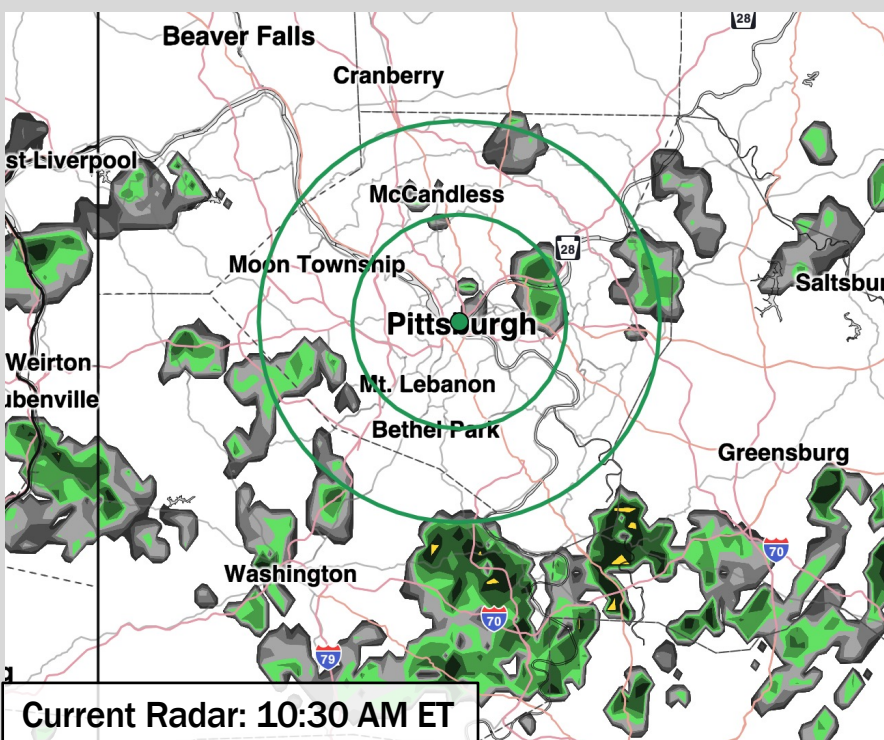 28
Beaver Falls
Cranberry
st Liverpool
McCandless
28
Moon Township
Saltsbur
Pittsburgh
Weirton
Mt. Lebanon
ubenville
Bethel Park
Greensburg
70
Washington
70
79
g
Current Radar: 10:30 AM ET